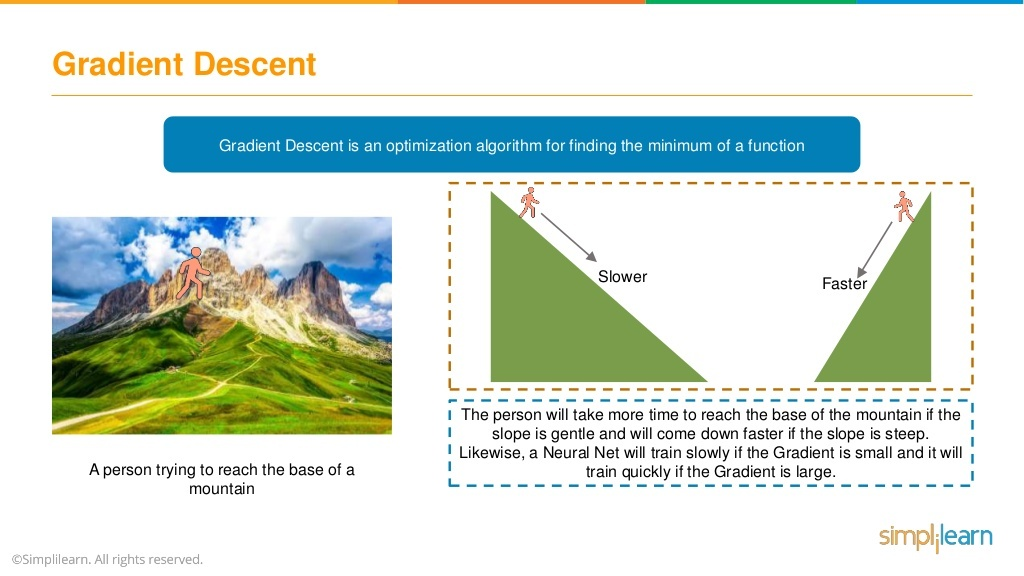 Gradient Descent
Gradient Descent is an optimization algorithm for finding the minimum of a function
Slower
Faster
The person will take more time to reach the base of the mountain if the
slope is gentle and will come down faster if the slope is steep.
Likewise, a Neural Net will train slowly if the Gradient is small and it will
train quickly if the Gradient is large.
A person trying to reach the base of a
mountain
simplilearn
©Simplilearn. All rights reserved.